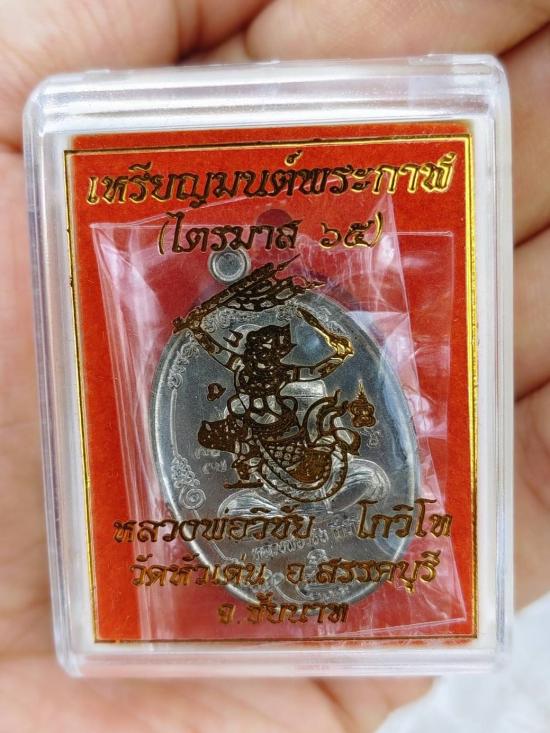 เหรียญมนต์พระกาฬ
(ไตรมาส ๖๕)
หลวงพ่อวิชัย โกวิโท
วัดหัวเด่น อ.สรรคบุรี
จ.ชัยนาท